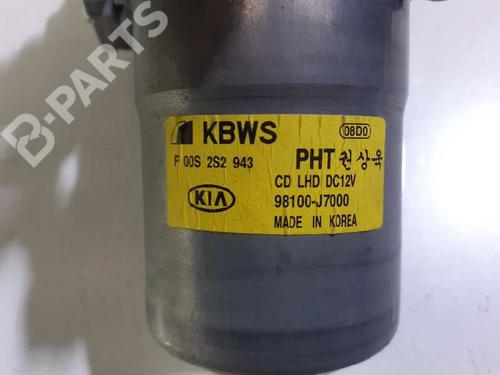 B-PARTS
KBWS
08D0
F 00S 2S2 943
PHT 권상욱
CD LHD DC12V
KIA
98100-J7000
MADE IN KOREA
B-PARTS